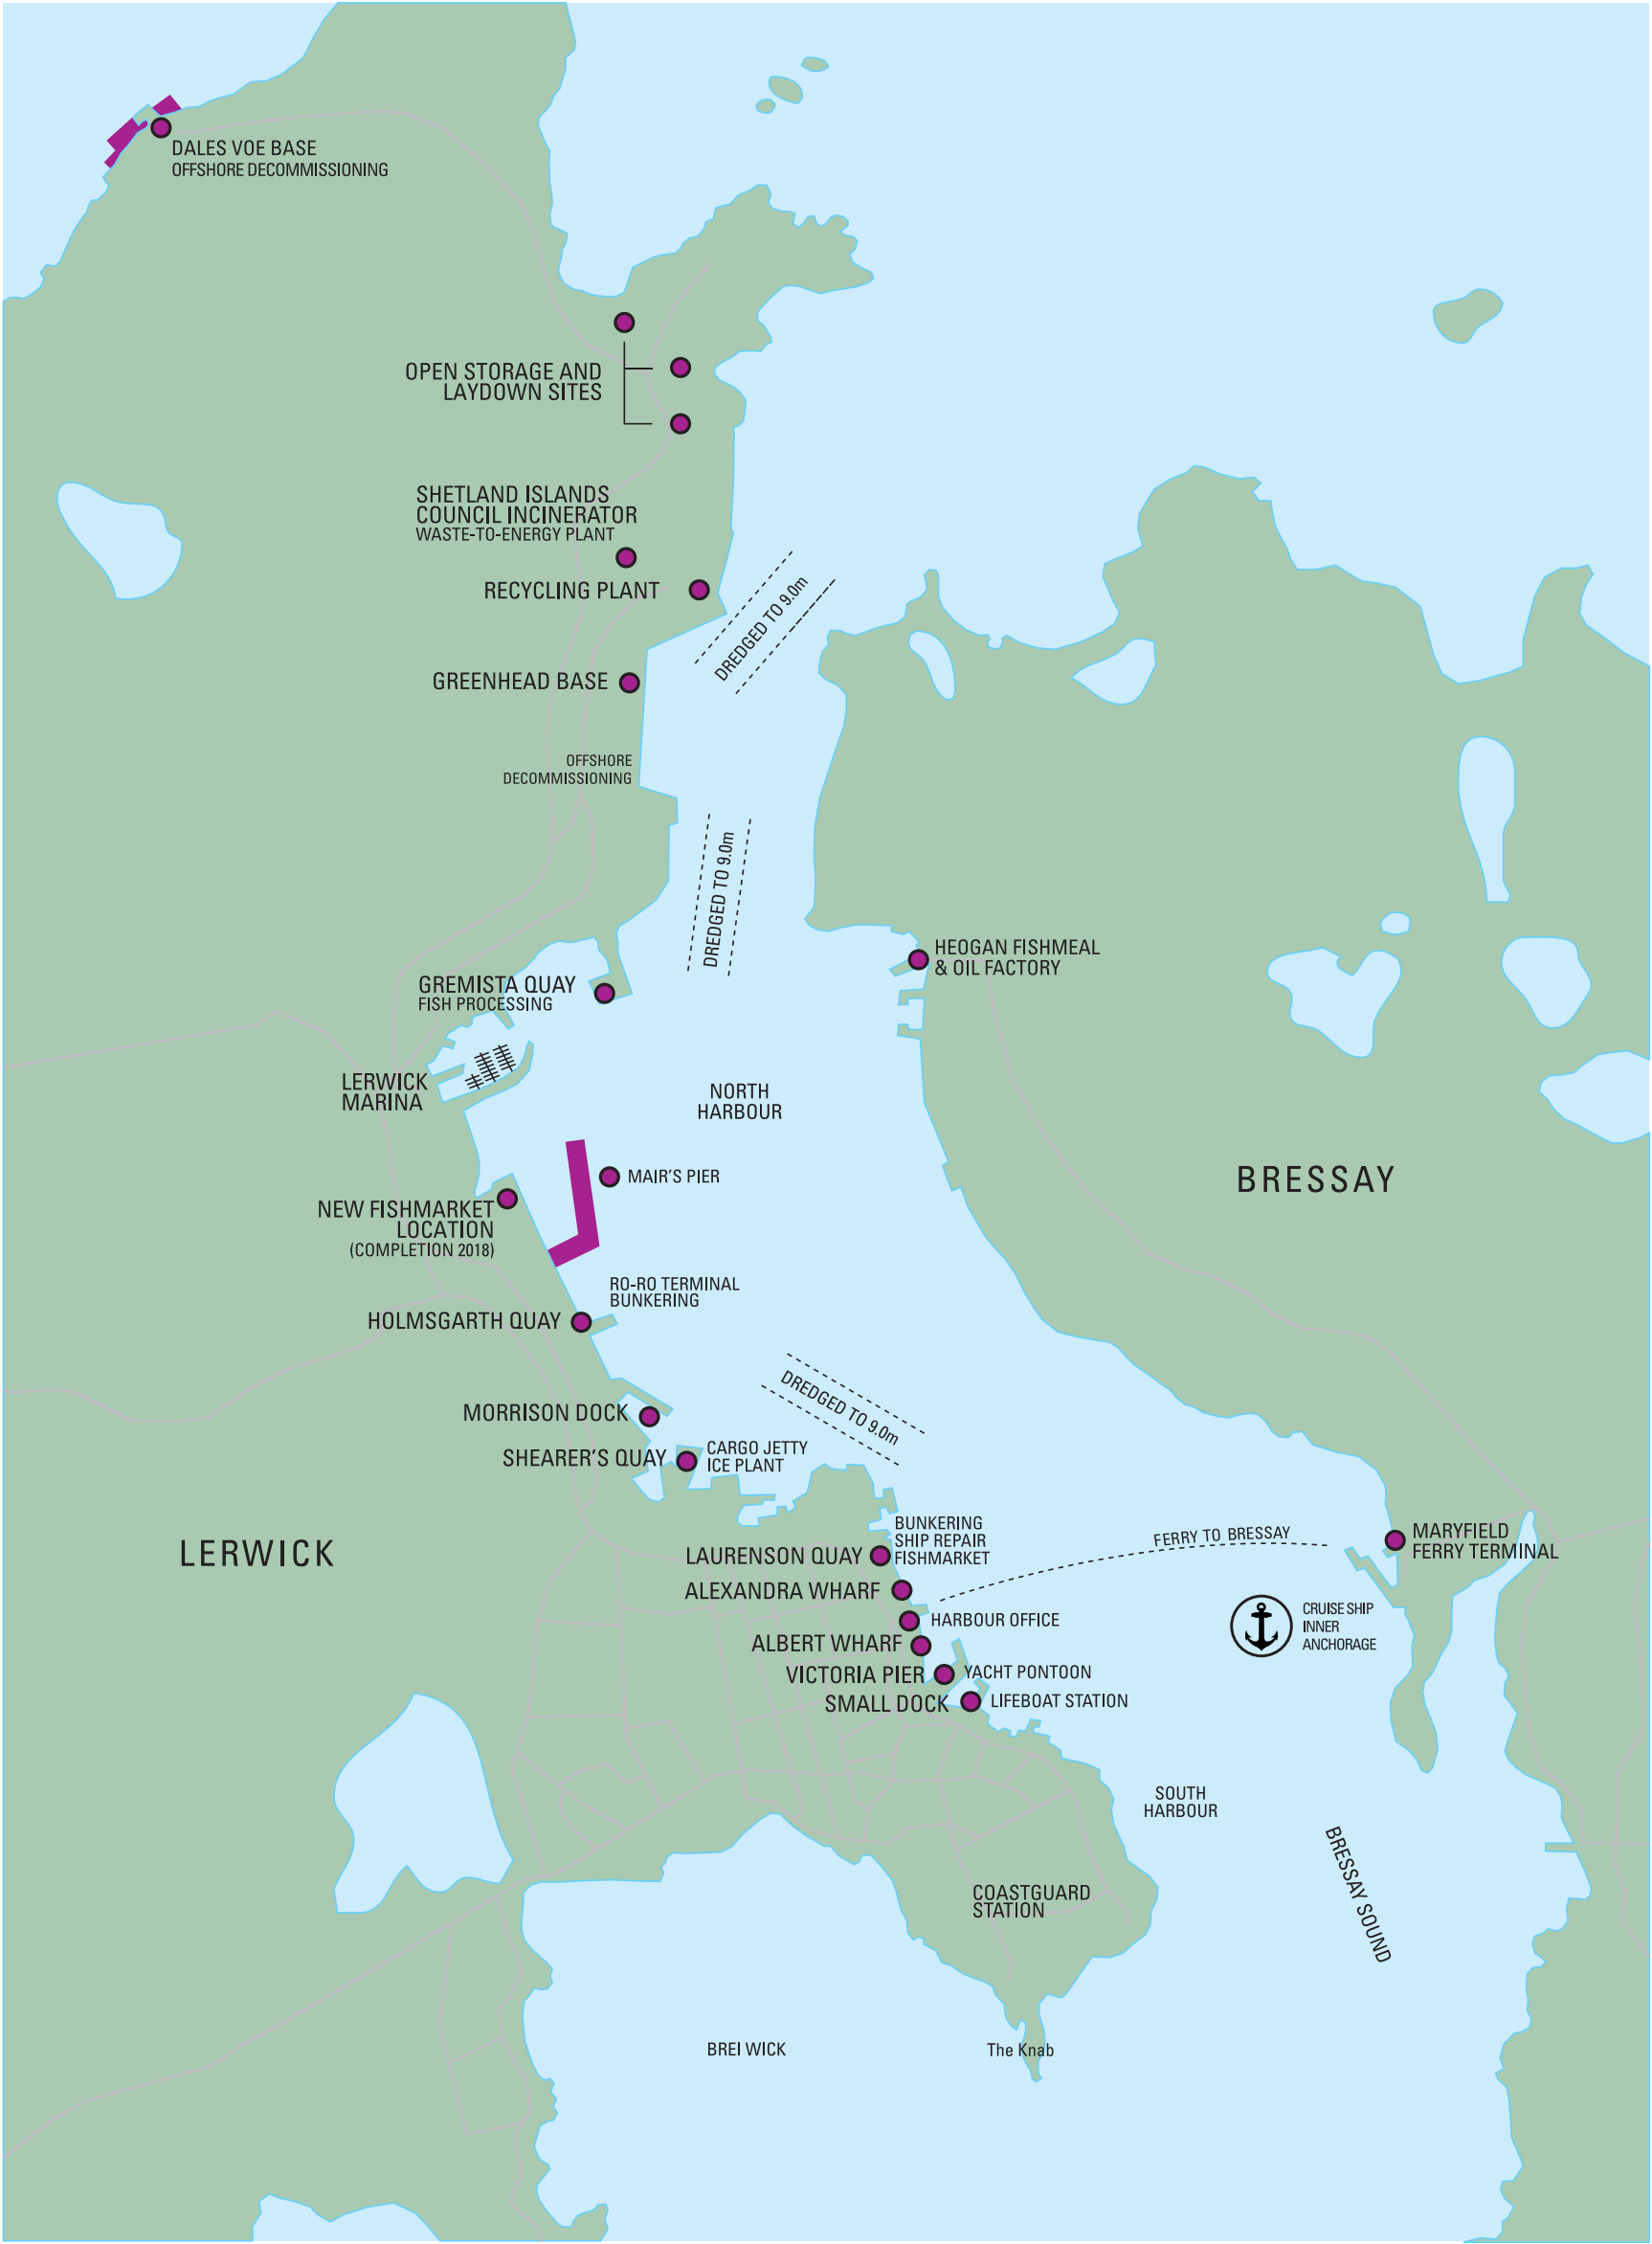 DALES VOE BASE
OFFSHORE DECOMMISSIONING
OPEN STORAGE AND
LAYDOWN SITES
SHETLAND ISLANDS
COUNCIL INCINERATOR
WASTE-TO-ENERGY PLANT
RECYCLING PLANT
DREDGED TO 9.0m
GREENHEAD BASE
OFFSHORE
DECOMMISSIONING
DREDGED TO 9.0m
HEOGAN FISHMEAL
& OIL FACTORY
GREMISTA QUAY
FISH PROCESSING
LERWICK
MARINA
NORTH
HARBOUR
MAIR'S PIER
BRESSAY
NEW FISHMARKET
LOCATION
(COMPLETION 2018)
RO-RO TERMINAL
BUNKERING
HOLMSGARTH QUAY
DREDGED TO 9.0m
MORRISON DOCK
SHEARER'S QUAY
CARGO JETTY
ICE PLANT
LERWICK
BUNKERING
SHIP REPAIR
FISHMARKET
LAURENSON QUAY
FERRY TO BRESSAY
MARYFIELD
FERRY TERMINAL
ALEXANDRA WHARF
HARBOUR OFFICE
CRUISE SHIP
INNER
ANCHORAGE
ALBERT WHARF
VICTORIA PIER
YACHT PONTOON
SMALL DOCK
LIFEBOAT STATION
SOUTH
HARBOUR
BRESSAY SOUND
COASTGUARD
STATION
BREI WICK
The Knab